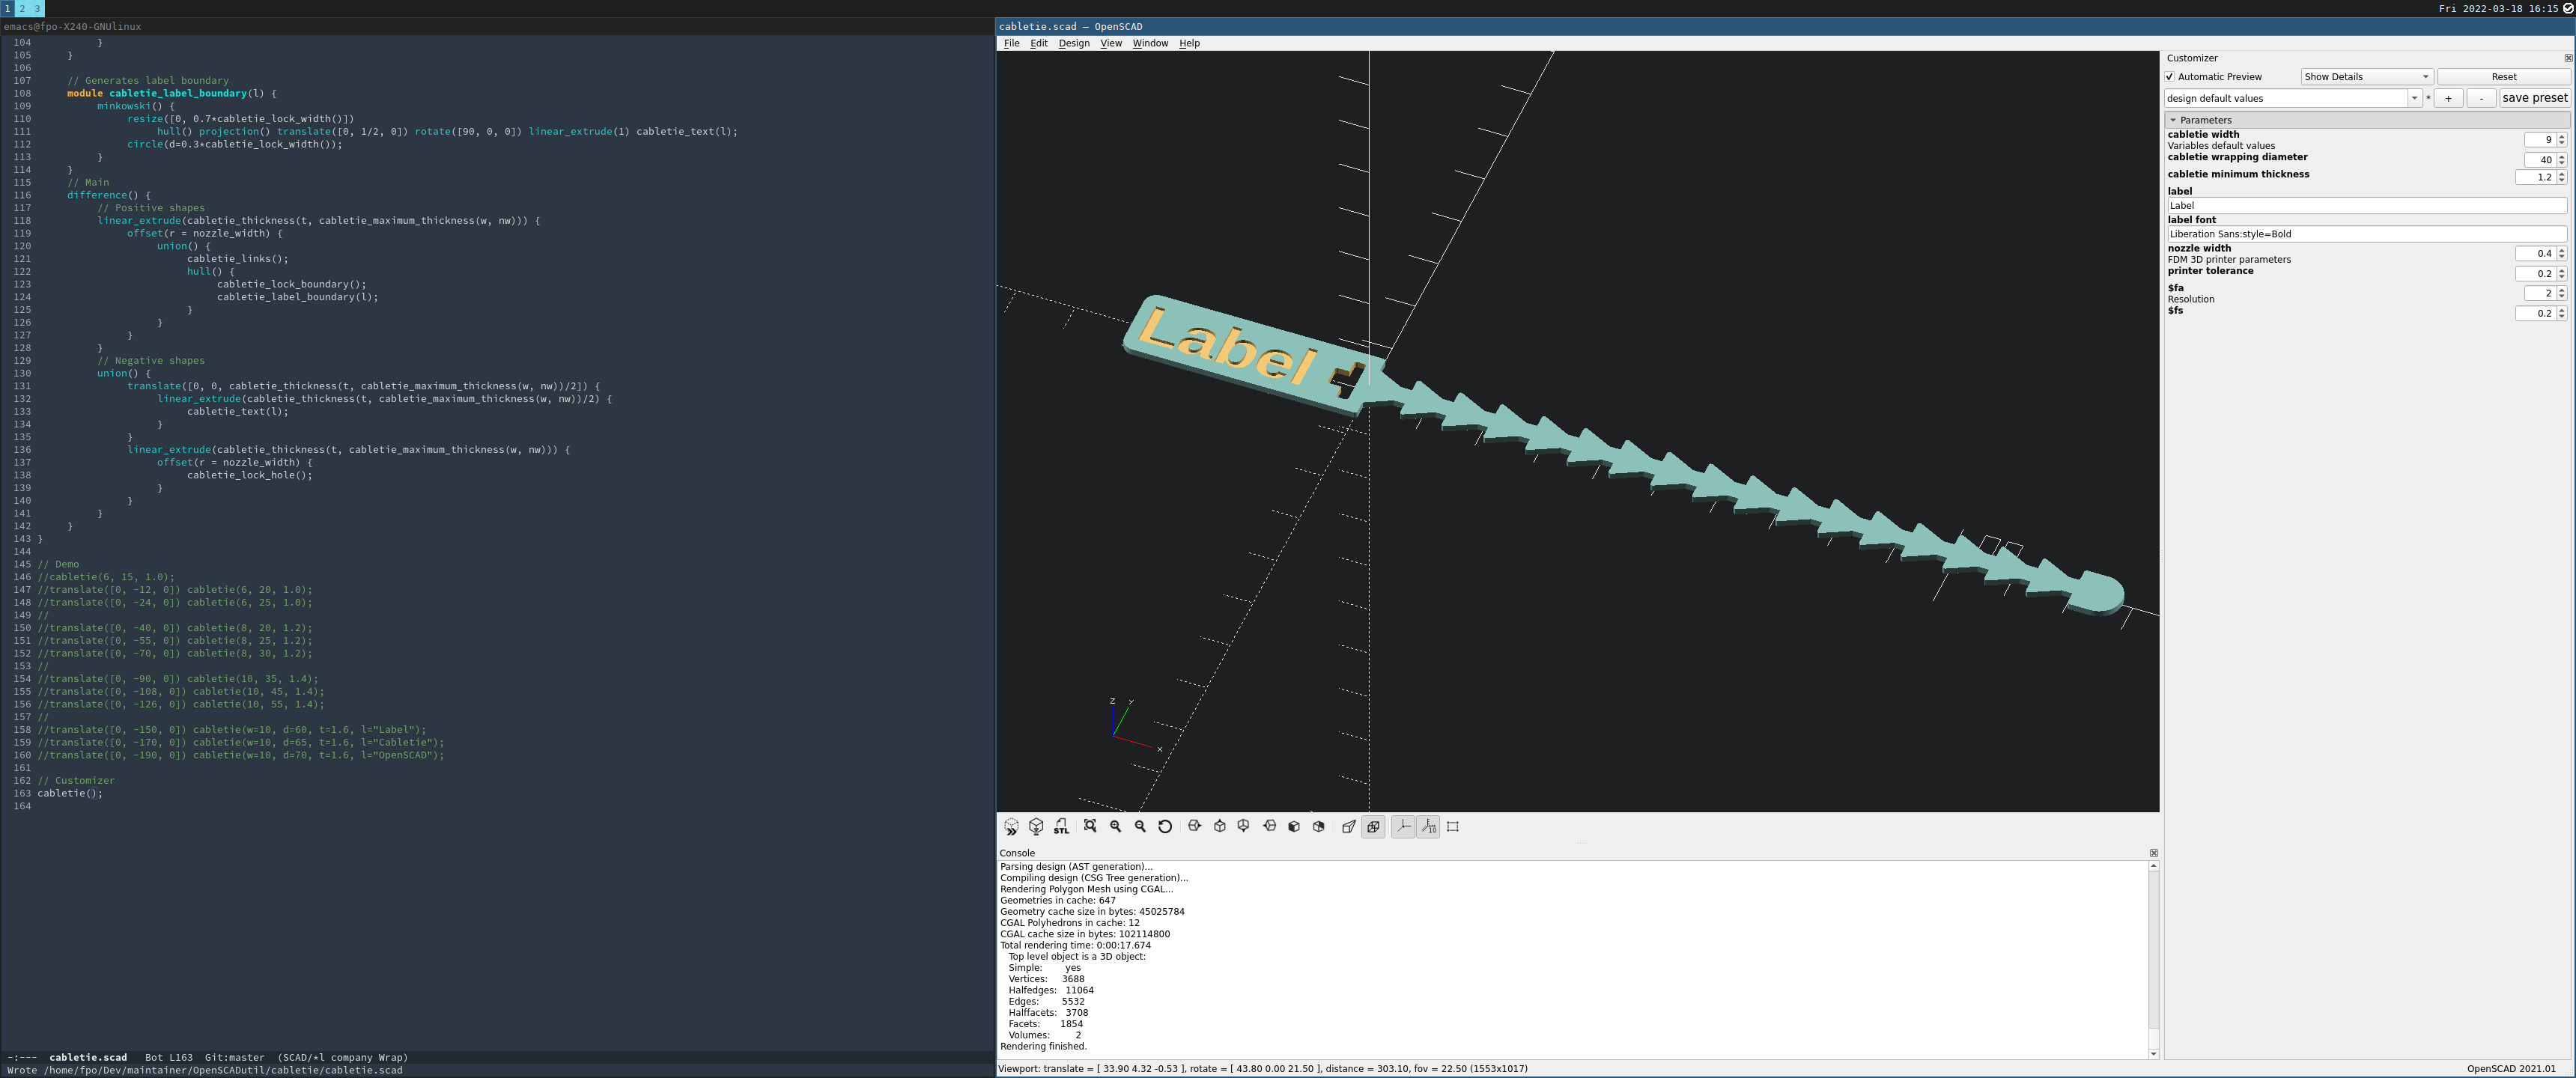 1 2 3
Fri 2022-03-18 16:15
emacs@fpo-X240-GNUlinux
104 }
105 }
106
107 // Generates label boundary
108 module cabletie_label_boundary(l) {
109 minkowski() {
110 resize([0, 0.7*cabletie_lock_width()])
111 hull() projection() translate([0, 1/2, 0]) rotate([90, 0, 0]) linear_extrude(1) cabletie_text(l);
112 circle(d=0.3*cabletie_lock_width());
113 }
114 }
115 // Main
116 difference() {
117 // Positive shapes
118 linear_extrude(cabletie_thickness(t, cabletie_maximum_thickness(w, nw))) {
119 offset(r = nozzle_width) {
120 union() {
121 cabletie_links();
122 hull() {
123 cabletie_lock_boundary();
124 cabletie_label_boundary(l);
125 }
126 }
127 }
128 }
129 // Negative shapes
130 union() {
131 translate([0, 0, cabletie_thickness(t, cabletie_maximum_thickness(w, nw))/2]) {
132 linear_extrude(cabletie_thickness(t, cabletie_maximum_thickness(w, nw))/2) {
133 cabletie_text(l);
134 }
135 }
136 linear_extrude(cabletie_thickness(t, cabletie_maximum_thickness(w, nw))) {
137 offset(r = nozzle_width) {
138 cabletie_lock_hole();
139 }
140 }
141 }
142 }
143 }
144
145 // Demo
146 //cabletie(6, 15, 1.0);
147 //translate([0, -12, 0]) cabletie(6, 20, 1.0);
148 //translate([0, -24, 0]) cabletie(6, 25, 1.0);
149 //
150 //translate([0, -40, 0]) cabletie(8, 20, 1.2);
151 //translate([0, -55, 0]) cabletie(8, 25, 1.2);
152 //translate([0, -70, 0]) cabletie(8, 30, 1.2);
153 //
154 //translate([0, -90, 0]) cabletie(10, 35, 1.4);
155 //translate([0, -108, 0]) cabletie(10, 45, 1.4);
156 //translate([0, -126, 0]) cabletie(10, 55, 1.4);
157 //
158 //translate([0, -150, 0]) cabletie(w=10, d=60, t=1.6, l="Label");
159 //translate([0, -170, 0]) cabletie(w=10, d=65, t=1.6, l="Cabletie");
160 //translate([0, -190, 0]) cabletie(w=10, d=70, t=1.6, l="OpenSCAD");
161
162 // Customizer
163 cabletie();
164
-:--- cabletie.scad Bot L163 Git:master (SCAD/*l company Wrap)
Wrote /home/fpo/Dev/maintainer/OpenSCADutil/cabletie/cabletie.scad
cabletie.scad — OpenSCAD
File Edit Design View Window Help
Label
Z Y
X
STL
10
Console
Parsing design (AST generation)...
Compiling design (CSG Tree generation)...
Rendering Polygon Mesh using CGAL...
Geometries in cache: 647
Geometry cache size in bytes: 45025784
CGAL Polyhedrons in cache: 12
CGAL cache size in bytes: 102114800
Total rendering time: 0:00:17.674
Top level object is a 3D object:
Simple: yes
Vertices: 3688
Halfedges: 11064
Edges: 5532
Halffacets: 3708
Facets: 1854
Volumes: 2
Rendering finished.
Viewport: translate = [ 33.90 4.32 -0.53 ], rotate = [ 43.80 0.00 21.50 ], distance = 303.10, fov = 22.50 (1553x1017)
OpenSCAD 2021.01
Customizer
Automatic Preview Show Details Reset
design default values * + - save preset
Parameters
cabletie width
Variables default values 9
cabletie wrapping diameter 40
cabletie minimum thickness 1.2
label
Label
label font
Liberation Sans:style=Bold
nozzle width
FDM 3D printer parameters 0.4
printer tolerance 0.2
$fa
Resolution 2
$fs 0.2